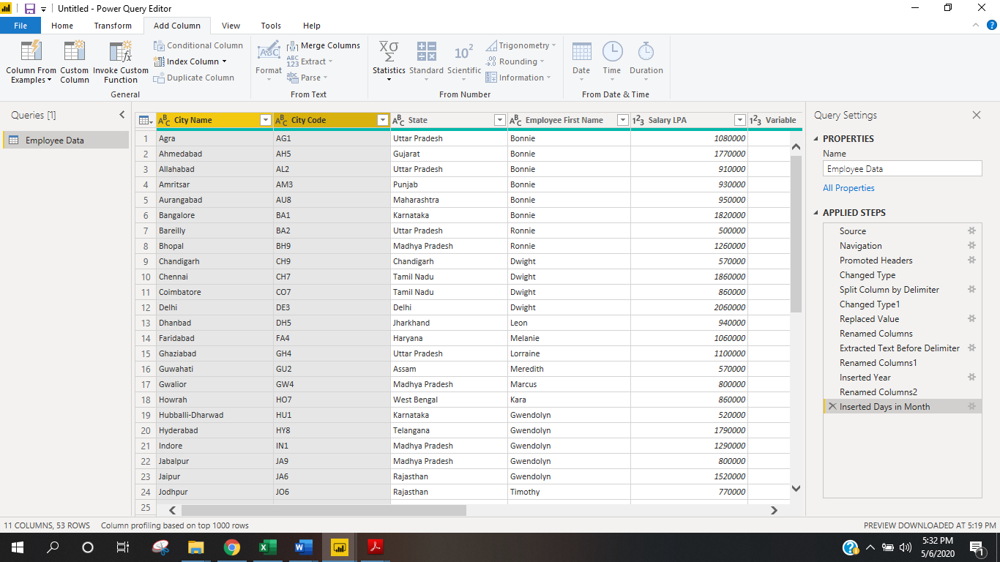 Untitled - Power Query Editor
File Home Transform Add Column View Tools Help
Column From Examples
Custom Column
Invoke Custom Function
Conditional Column
Index Column
Duplicate Column
General
ABC
Format
Merge Columns
ABC 123 Extract
abc Parse
From Text
XΣσ Statistics
Standard
10² Scientific
Trigonometry
.00 Rounding
Information
From Number
Date
Time
Duration
From Date & Time
Queries [1]
Employee Data
ABC City Name ABC City Code ABC State ABC Employee First Name 123 Salary LPA 123 Variable
1 Agra AG1 Uttar Pradesh Bonnie 1080000
2 Ahmedabad AH5 Gujarat Bonnie 1770000
3 Allahabad AL2 Uttar Pradesh Bonnie 910000
4 Amritsar AM3 Punjab Bonnie 930000
5 Aurangabad AU8 Maharashtra Bonnie 950000
6 Bangalore BA1 Karnataka Bonnie 1820000
7 Bareilly BA2 Uttar Pradesh Ronnie 500000
8 Bhopal BH9 Madhya Pradesh Ronnie 1260000
9 Chandigarh CH9 Chandigarh Dwight 570000
10 Chennai CH7 Tamil Nadu Dwight 1860000
11 Coimbatore CO7 Tamil Nadu Dwight 860000
12 Delhi DE3 Delhi Dwight 2060000
13 Dhanbad DH5 Jharkhand Leon 940000
14 Faridabad FA4 Haryana Melanie 1060000
15 Ghaziabad GH4 Uttar Pradesh Lorraine 1100000
16 Guwahati GU2 Assam Meredith 570000
17 Gwalior GW4 Madhya Pradesh Marcus 800000
18 Howrah HO7 West Bengal Kara 860000
19 Hubballi-Dharwad HU1 Karnataka Gwendolyn 520000
20 Hyderabad HY8 Telangana Gwendolyn 1790000
21 Indore IN1 Madhya Pradesh Gwendolyn 1290000
22 Jabalpur JA9 Madhya Pradesh Gwendolyn 800000
23 Jaipur JA6 Rajasthan Gwendolyn 1520000
24 Jodhpur JO6 Rajasthan Timothy 770000
25
Query Settings
PROPERTIES
Name
Employee Data
All Properties
APPLIED STEPS
Source
Navigation
Promoted Headers
Changed Type
Split Column by Delimiter
Changed Type1
Replaced Value
Renamed Columns
Extracted Text Before Delimiter
Renamed Columns1
Inserted Year
Renamed Columns2
Inserted Days in Month
11 COLUMNS, 53 ROWS Column profiling based on top 1000 rows
PREVIEW DOWNLOADED AT 5:19 PM
5:32 PM
5/6/2020
1